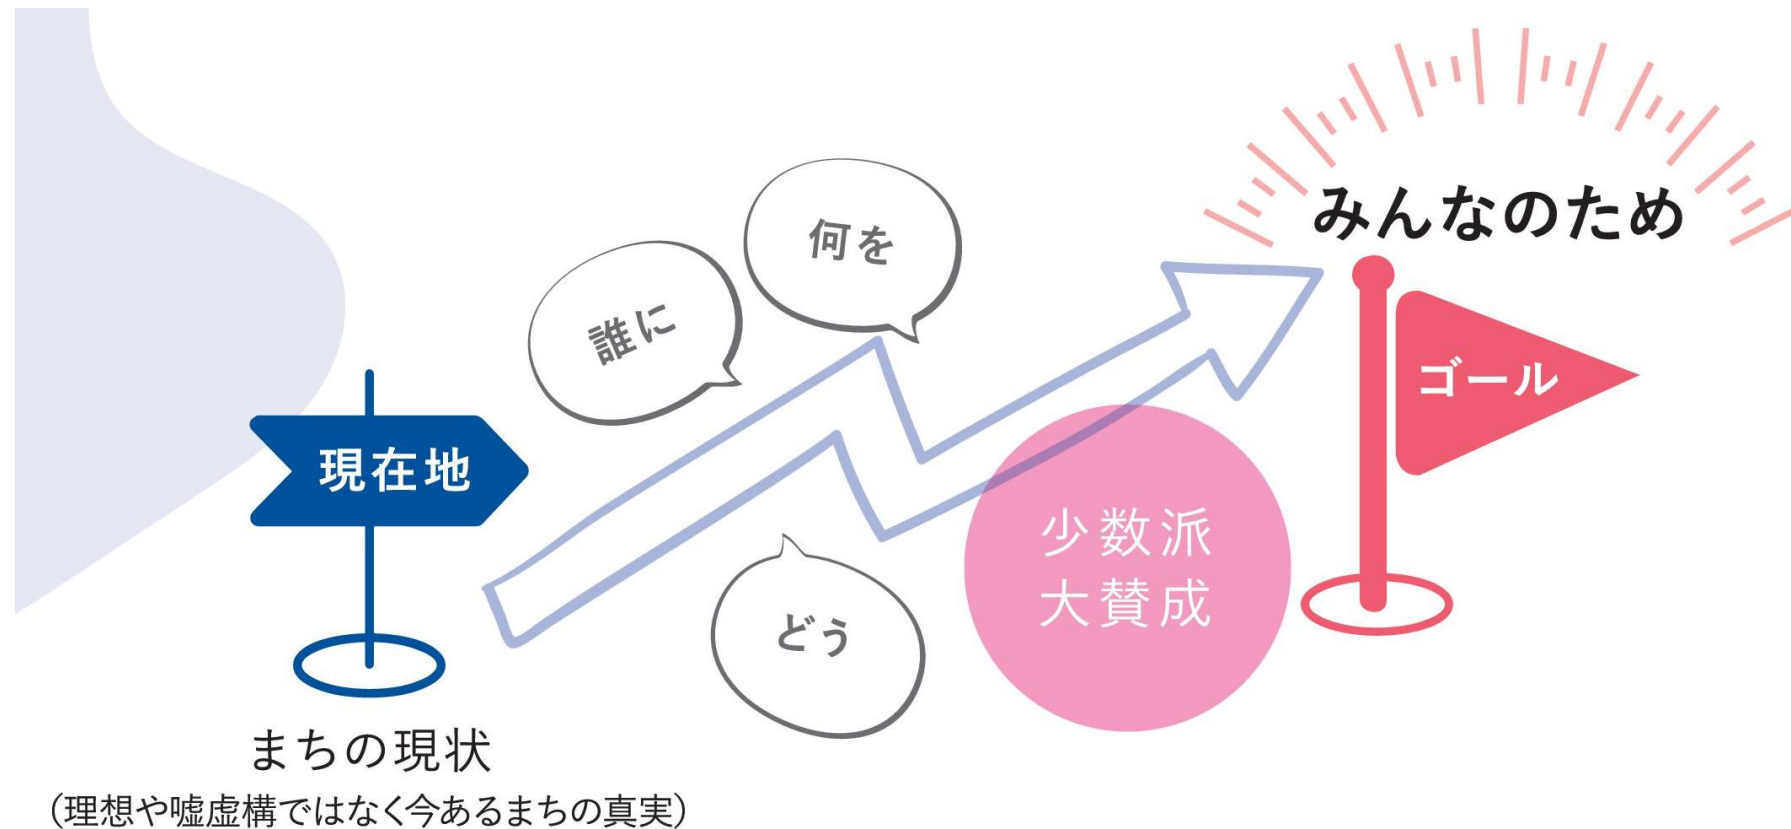 みんなのため
何を
誰に
ゴール
現在地
少数派
大賛成
どう
まちの現状
（理想や嘘虚構ではなく今あるまちの真実）